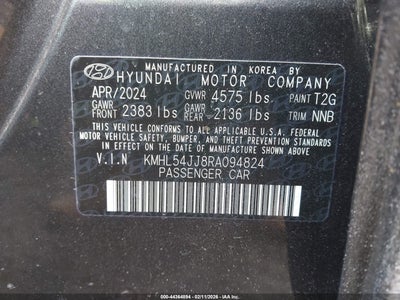 MANUFACTURED IN KOREA BY
HYUNDAI MOTOR COMPANY
APR/2024 GVWR 4575 lbs. PAINT T2G
GAWR FRONT 2383 lbs GAWR REAR 2136 lbs. TRIM NNB
THIS VEHICLE CONFORMS TO ALL APPLICABLE FEDERAL
MOTOR VEHICLE SAFETY, BUMPER, AND THEFT PREVENTION
STANDARDS IN EFFECT ON THE DATE OF MANUFACTURE
SHOWN ABOVE.
V.I.N KMHL54JJ8RA094824
PASSENGER CAR
000-44364094 - 02/11/2026 - IAA, Inc.